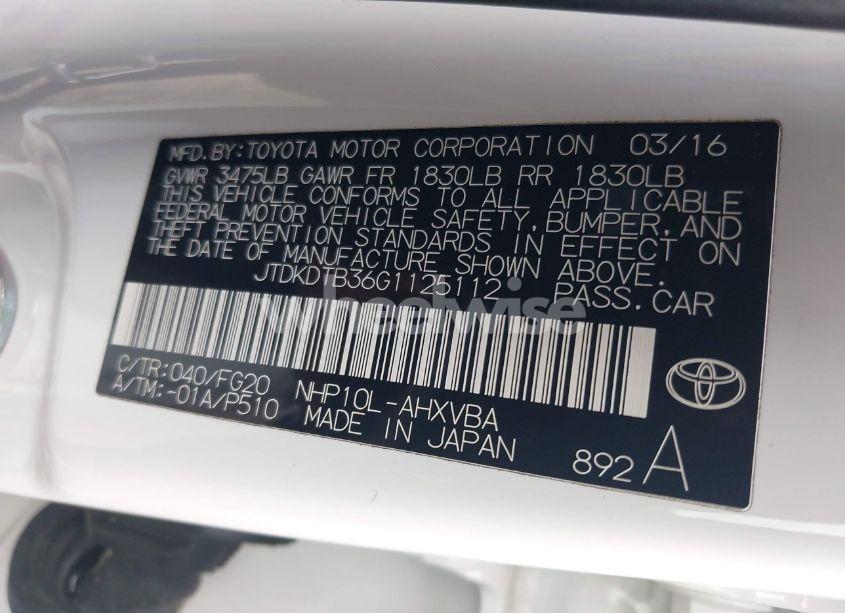 MFD.BY:TOYOTA MOTOR CORPORATION 03/16
GVWR 3475LB GAWR FR 1830LB RR 1830LB
THIS VEHICLE CONFORMS TO ALL APPLICABLE
FEDERAL MOTOR VEHICLE SAFETY,BUMPER,AND
THEFT PREVENTION STANDARDS IN EFFECT ON
THE DATE OF MANUFACTURE SHOWN ABOVE.
JTDKDTB36G1125112 PASS.CAR
wheelwise
C/TR:040/FG20 NHP10L-AHXVBA
A/TM:-01A/P510 MADE IN JAPAN
892 A